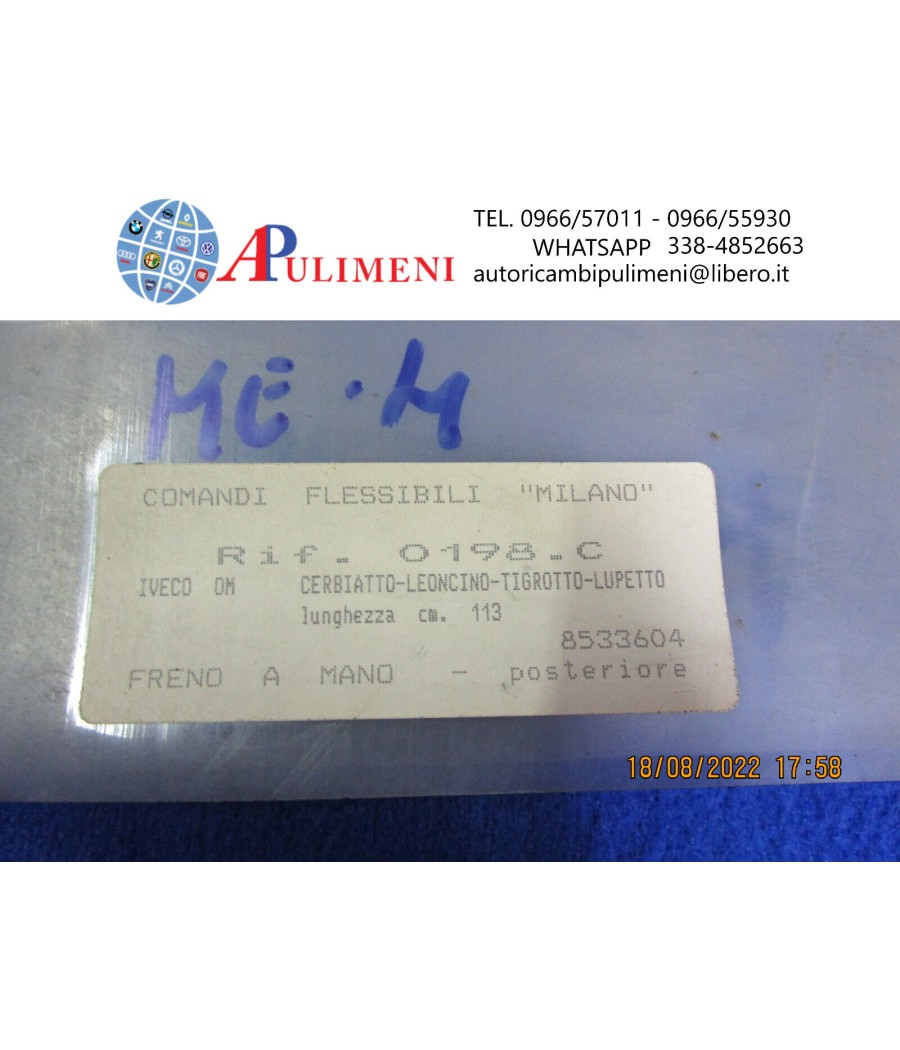 APULIMENI
TEL. 0966/57011 - 0966/55930
WHATSAPP 338-4852663
autoricambipulimeni@libero.it
ME.M
COMANDI FLESSIBILI "MILANO"
Rif. 0198.C
IVECO OM CERBIATTO-LEONCINO-TIGROTTO-LUPETTO
lunghezza cm. 113
8533604
FRENO A MANO - posteriore
18/08/2022 17:58